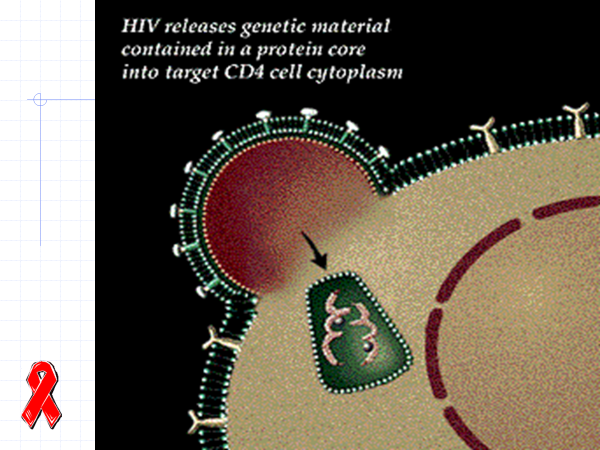 HIV releases genetic material
contained in a protein core
into target CD4 cell cytoplasm